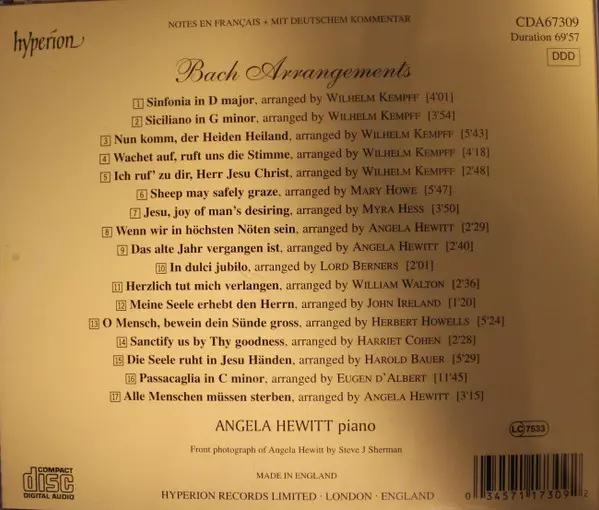 NOTES EN FRANÇAIS + MIT DEUTSCHEM KOMMENTAR
CDA67309
Duration 69'57
hyperion
DDD
Bach Arrangements
1 Sinfonia in D major, arranged by WILHELM KEMPFF [4'01]
2 Siciliano in G minor, arranged by WILHELM KEMPFF [3'54]
3 Nun komm, der Heiden Heiland, arranged by WILHELM KEMPFF [5'43]
4 Wachet auf, ruft uns die Stimme, arranged by WILHELM KEMPFF [4'18]
5 Ich ruf' zu dir, Herr Jesu Christ, arranged by WILHELM KEMPFF [2'48]
6 Sheep may safely graze, arranged by MARY HOWE [5'47]
7 Jesu, joy of man's desiring, arranged by MYRA HESS [3'50]
8 Wenn wir in höchsten Nöten sein, arranged by ANGELA HEWITT [2'29]
9 Das alte Jahr vergangen ist, arranged by ANGELA HEWITT [2'40]
10 In dulci jubilo, arranged by LORD BERNERS [2'01]
11 Herzlich tut mich verlangen, arranged by WILLIAM WALTON [2'36]
12 Meine Seele erhebt den Herrn, arranged by JOHN IRELAND [1'20]
13 O Mensch, bewein dein Sünde gross, arranged by HERBERT HOWELLS [5'24]
14 Sanctify us by Thy goodness, arranged by HARRIET COHEN [2'28]
15 Die Seele ruht in Jesu Händen, arranged by HAROLD BAUER [5'29]
16 Passacaglia in C minor, arranged by EUGEN D'ALBERT [11'45]
17 Alle Menschen müssen sterben, arranged by ANGELA HEWITT [3'15]
ANGELA HEWITT piano
LC 7533
Front photograph of Angela Hewitt by Steve J Sherman
COMPACT
disc
DIGITAL AUDIO
MADE IN ENGLAND
HYPERION RECORDS LIMITED · LONDON · ENGLAND
0 34571 17309 2